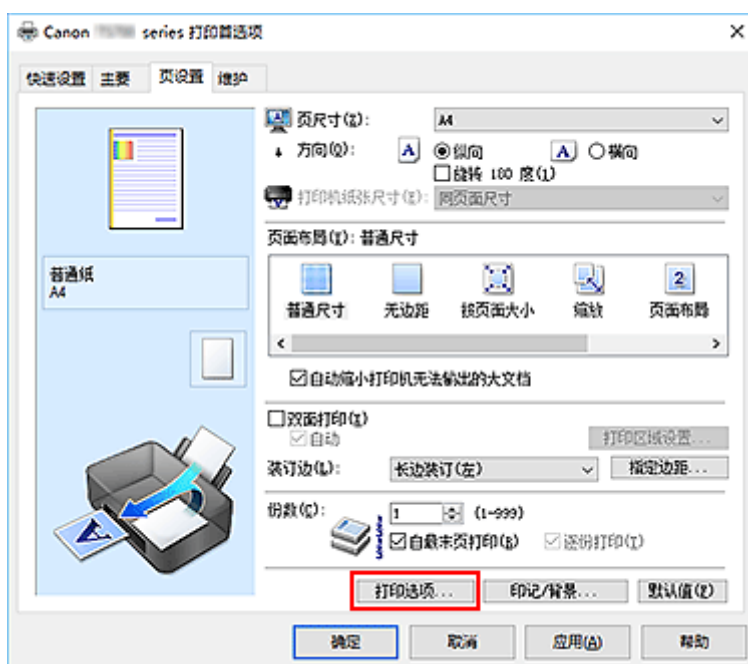 Canon series 打印首选项
快速设置 主要 页设置 维护
页尺寸(Z): A4
方向(O): A 纵向 A 横向
旋转 180 度(1)
打印机纸张尺寸(E): 同页面尺寸
页面布局(Y): 普通尺寸
普通纸
A4
2
普通尺寸 无边距 按页面大小 缩放 页面布局
自动缩小打印机无法输出的大文档
双面打印(X)
自动 打印区域设置...
装订边(L): 长边装订(左) 指定边距...
份数(C): 1 (1-999)
自最末页打印(B) 逐份打印(T)
打印选项... 印记/背景... 默认值(F)
确定 取消 应用(A) 帮助